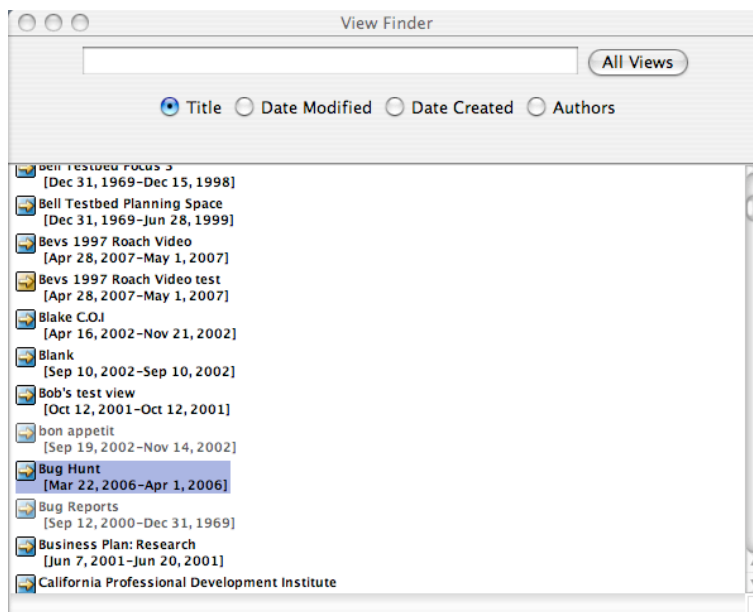 View Finder
All Views
Title Date Modified Date Created Authors
Bell Testbed Focus 3
[Dec 31, 1969-Dec 15, 1998]
Bell Testbed Planning Space
[Dec 31, 1969-Jun 28, 1999]
Bevs 1997 Roach Video
[Apr 28, 2007-May 1, 2007]
Bevs 1997 Roach Video test
[Apr 28, 2007-May 1, 2007]
Blake C.O.I
[Apr 16, 2002-Nov 21, 2002]
Blank
[Sep 10, 2002-Sep 10, 2002]
Bob's test view
[Oct 12, 2001-Oct 12, 2001]
bon appetit
[Sep 19, 2002-Nov 14, 2002]
Bug Hunt
[Mar 22, 2006-Apr 1, 2006]
Bug Reports
[Sep 12, 2000-Dec 31, 1969]
Business Plan: Research
[Jun 7, 2001-Jun 20, 2001]
California Professional Development Institute